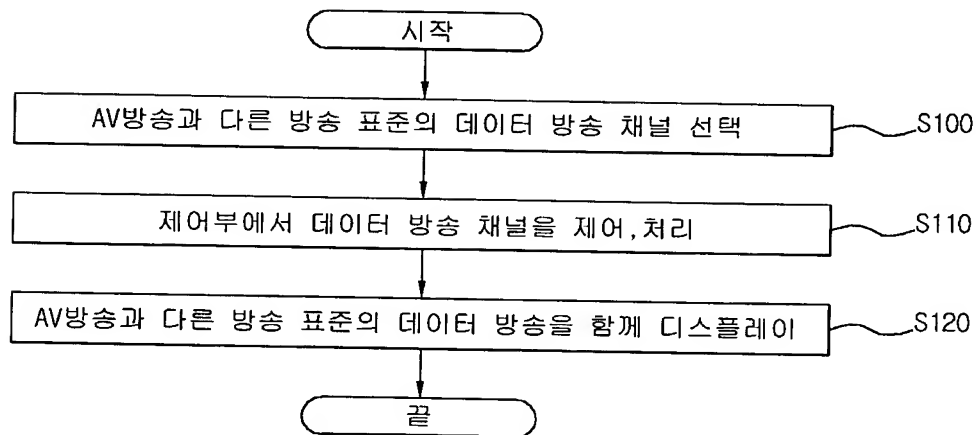 시작
AV방송과 다른 방송 표준의 데이터 방송 채널 선택
S100
제어부에서 데이터 방송 채널을 제어,처리
S110
AV방송과 다른 방송 표준의 데이터 방송을 함께 디스플레이
S120
끝